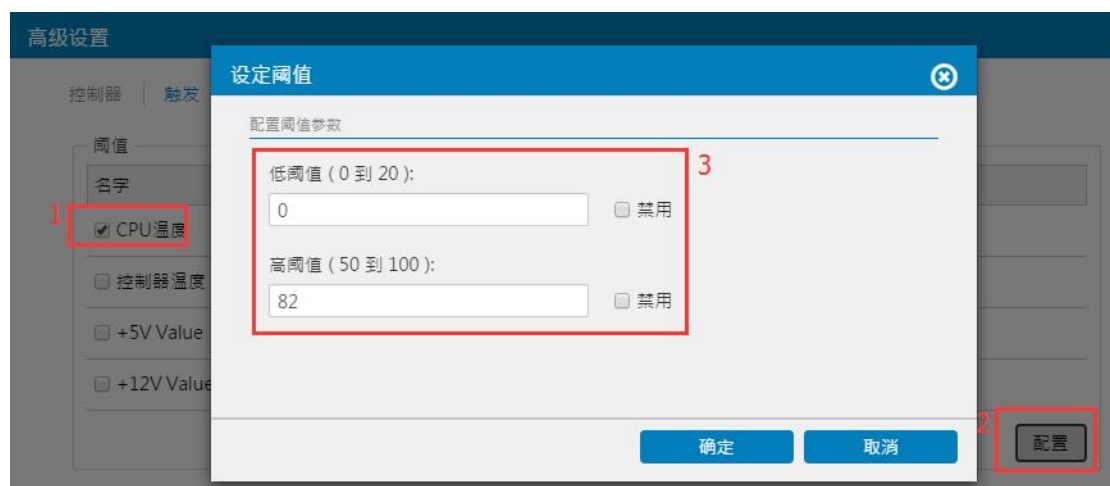 高级设置
设定阈值
控制器
触发
配置阈值参数
阈值
名字
低阈值 ( 0 到 20 ):
3
0
禁用
1
CPU温度
高阈值 ( 50 到 100 ):
控制器温度
82
禁用
+5V Value
+12V Value
2
确定
取消
配置